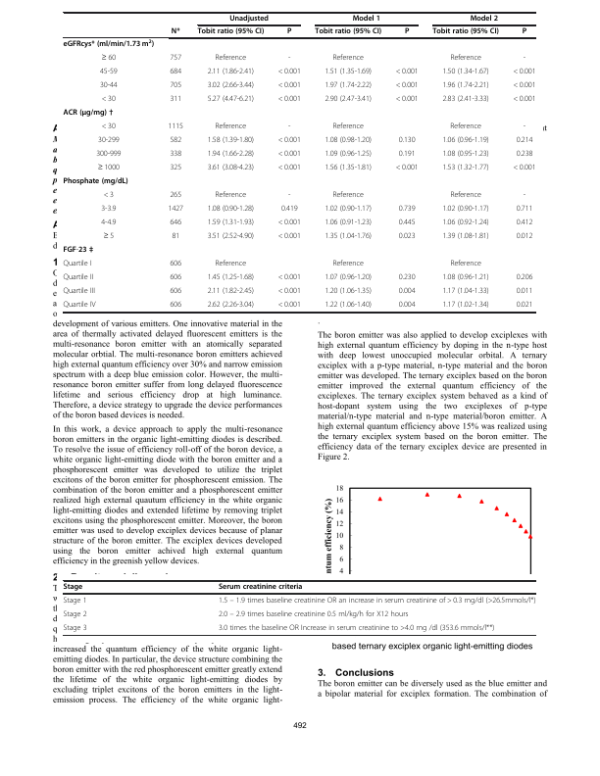 Unadjusted Model 1 Model 2
N* Tobit ratio (95% CI) P Tobit ratio (95% CI) P Tobit ratio (95% CI) P
eGFRcys* (ml/min/1.73 m²)
≥ 60 757 Reference - Reference Reference -
45-59 684 2.11 (1.86-2.41) < 0.001 1.51 (1.35-1.69) < 0.001 1.50 (1.34-1.67) < 0.001
30-44 705 3.02 (2.66-3.44) < 0.001 1.97 (1.74-2.22) < 0.001 1.96 (1.74-2.21) < 0.001
< 30 311 5.27 (4.47-6.21) < 0.001 2.90 (2.47-3.41) < 0.001 2.83 (2.41-3.33) < 0.001
ACR (μg/mg) †
< 30 1115 Reference - Reference - Reference -
30-299 582 1.58 (1.39-1.80) < 0.001 1.08 (0.98-1.20) 0.130 1.06 (0.96-1.19) 0.214
300-999 338 1.94 (1.66-2.28) < 0.001 1.09 (0.96-1.25) 0.191 1.08 (0.95-1.23) 0.238
≥ 1000 325 3.61 (3.08-4.23) < 0.001 1.56 (1.35-1.81) < 0.001 1.53 (1.32-1.77) < 0.001
Phosphate (mg/dL)
< 3 265 Reference - Reference - Reference -
3-3.9 1427 1.08 (0.90-1.28) 0.419 1.02 (0.90-1.17) 0.739 1.02 (0.90-1.17) 0.711
4-4.9 646 1.59 (1.31-1.93) < 0.001 1.06 (0.91-1.23) 0.445 1.06 (0.92-1.24) 0.412
≥ 5 81 3.51 (2.52-4.90) < 0.001 1.35 (1.04-1.76) 0.023 1.39 (1.08-1.81) 0.012
FGF-23 ‡
Quartile I 606 Reference - Reference Reference
Quartile II 606 1.45 (1.25-1.68) < 0.001 1.07 (0.96-1.20) 0.230 1.08 (0.96-1.21) 0.206
Quartile III 606 2.11 (1.82-2.45) < 0.001 1.20 (1.06-1.35) 0.004 1.17 (1.04-1.33) 0.011
Quartile IV 606 2.62 (2.26-3.04) < 0.001 1.22 (1.06-1.40) 0.004 1.17 (1.02-1.34) 0.021
development of various emitters. One innovative material in the
area of thermally activated delayed fluorescent emitters is the
multi-resonance boron emitter with an atomically separated
molecular orbtial. The multi-resonance boron emitters achieved
high external quantum efficiency over 30% and narrow emission
spectrum with a deep blue emission color. However, the multi-
resonance boron emitter suffer from long delayed fluorescence
lifetime and serious efficiency drop at high luminance.
Therefore, a device strategy to upgrade the device performances
of the boron based devices is needed.
In this work, a device approach to apply the multi-resonance
boron emitters in the organic light-emitting diodes is described.
To resolve the issue of efficiency roll-off of the boron device, a
white organic light-emitting diode with the boron emitter and a
phosphorescent emitter was developed to utilize the triplet
excitons of the boron emitter for phosphorescent emission. The
combination of the boron emitter and a phosphorescent emitter
realized high external quautum efficiency in the white organic
light-emitting diodes and extended lifetime by removing triplet
excitons using the phosphorescent emitter. Moreover, the boron
emitter was used to develop exciplex devices because of planar
structure of the boron emitter. The exciplex devices developed
using the boron emitter achived high external quantum
efficiency in the greenish yellow devices.
The boron emitter was also applied to develop exciplexes with
high external quantum efficiency by doping in the n-type host
with deep lowest unoccupied molecular orbital. A ternary
exciplex with a p-type material, n-type material and the boron
emitter was developed. The ternary exciplex based on the boron
emitter improved the external quantum efficiency of the
exciplexes. The ternary exciplex system behaved as a kind of
host-dopant system using the two exciplexes of p-type
material/n-type material and n-type material/boron emitter. A
high external quantum efficiency above 15% was realized using
the ternary exciplex system based on the boron emitter. The
efficiency data of the ternary exciplex device are presented in
Figure 2.
18
16
14
12
10
8
6
4
ntum efficiency (%)
Stage Serum creatinine criteria
Stage 1 1.5 – 1.9 times baseline creatinine OR an increase in serum creatinine of > 0.3 mg/dl (>26.5mmols/l*)
Stage 2 2.0 – 2.9 times baseline creatinine 0.5 ml/kg/h for X12 hours
Stage 3 3.0 times the baseline OR Increase in serum creatinine to >4.0 mg /dl (353.6 mmols/l**)
increased the quantum efficiency of the white organic light-
emitting diodes. In particular, the device structure combining the
boron emitter with the red phosphorescent emitter greatly extend
the lifetime of the white organic light-emitting diodes by
excluding triplet excitons of the boron emitters in the light-
emission process. The efficiency of the white organic light-
based ternary exciplex organic light-emitting diodes
3. Conclusions
The boron emitter can be diversely used as the blue emitter and
a bipolar material for exciplex formation. The combination of
492